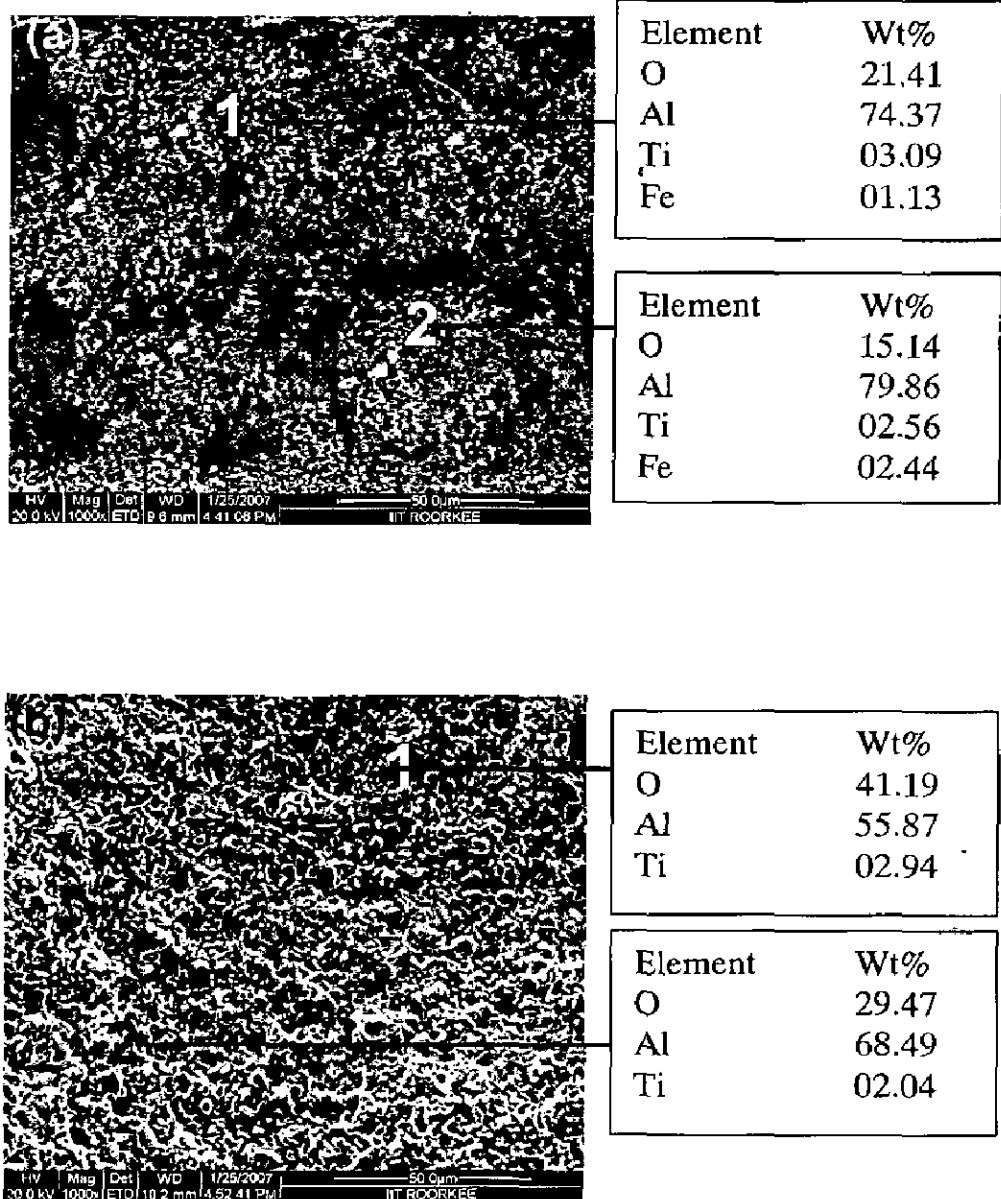 (a)
1
Element Wt%
O 21.41
Al 74.37
Ti 03.09
Fe 01.13
2
Element Wt%
O 15.14
Al 79.86
Ti 02.56
Fe 02.44
HV Mag Det WD 1/25/2007 50.0µm
20.0 kV 1000x ETD 9.6 mm 4:41:06 PM IIT ROORKEE
(b)
1
Element Wt%
O 41.19
Al 55.87
Ti 02.94
Element Wt%
O 29.47
Al 68.49
Ti 02.04
HV Mag Det WD 1/25/2007 50.0µm
20.0 kV 1000x ETD 10.2 mm 4:52:41 PM IIT ROORKEE